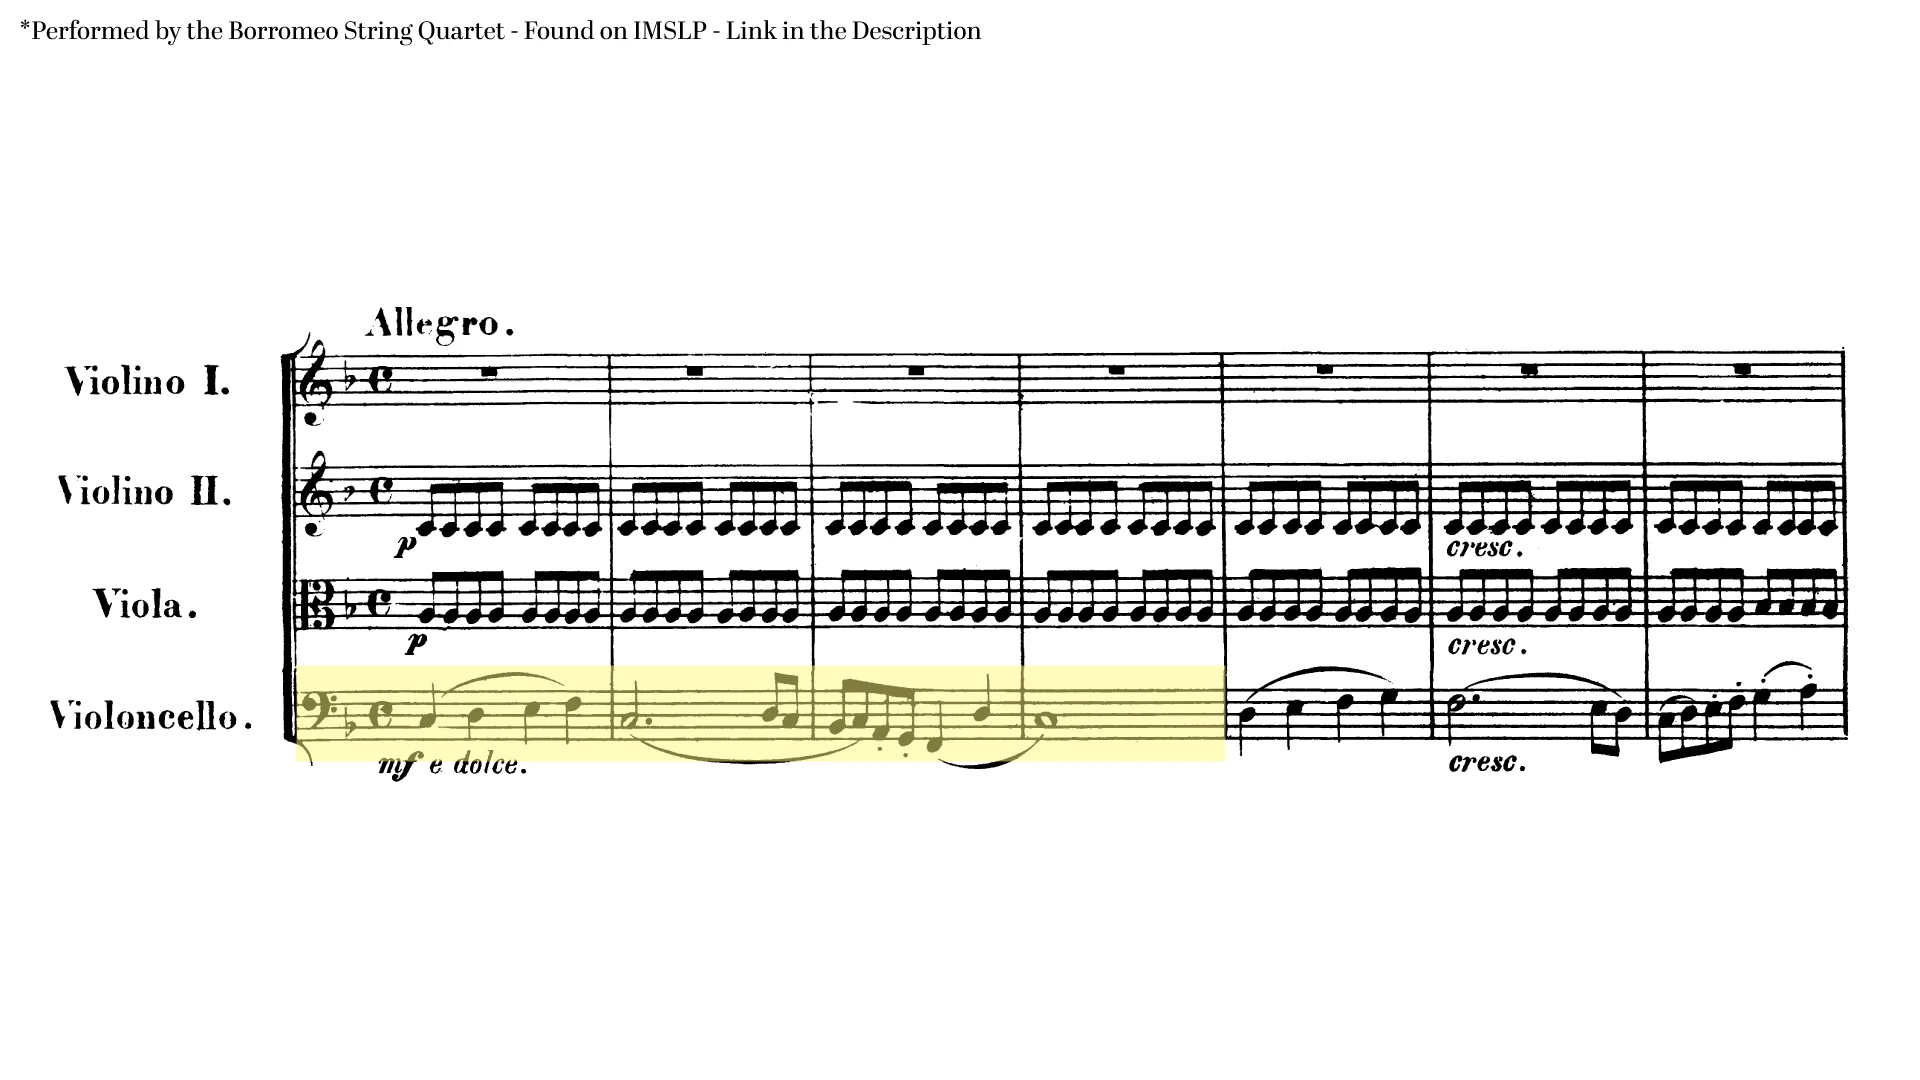 *Performed by the Borromeo String Quartet - Found on IMSLP - Link in the Description
Allegro.
Violino I.
Violino II.
p
cresc.
Viola.
p
cresc.
Violoncello.
mf e dolce.
cresc.